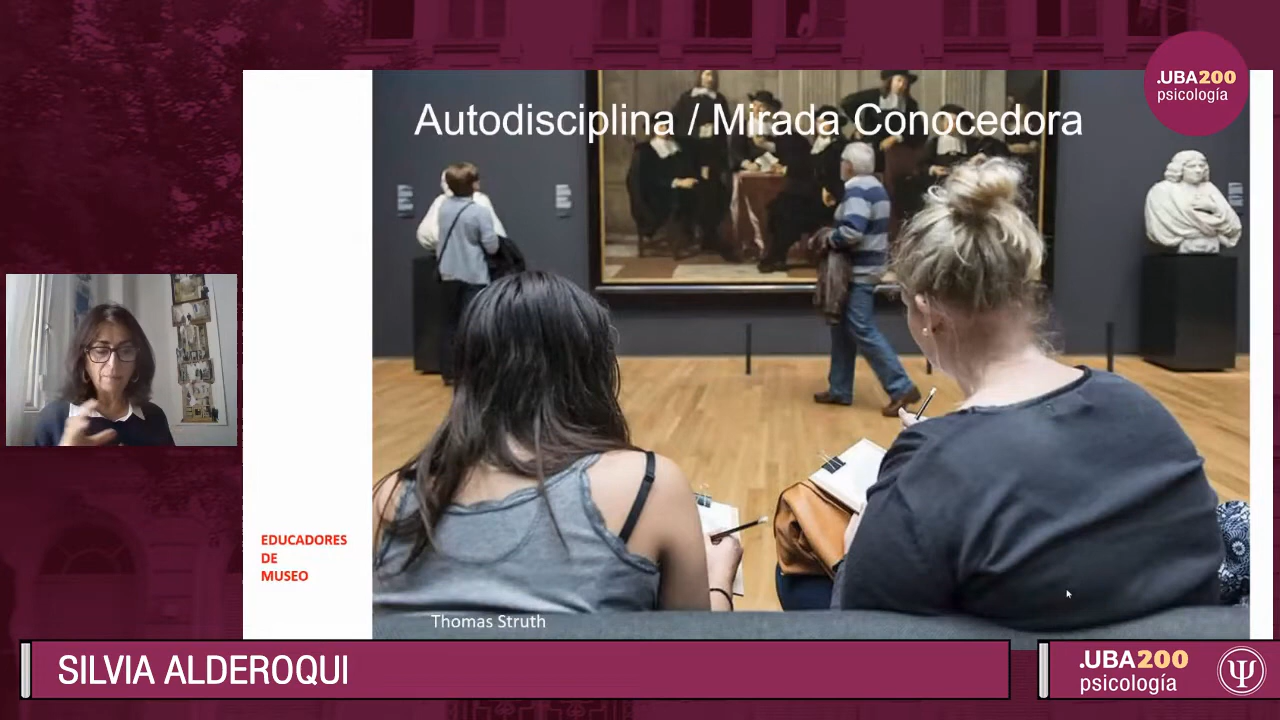 .UBA200
psicología
Autodisciplina / Mirada Conocedora
EDUCADORES
DE
MUSEO
Thomas Struth
SILVIA ALDEROQUI
.UBA200
psicología